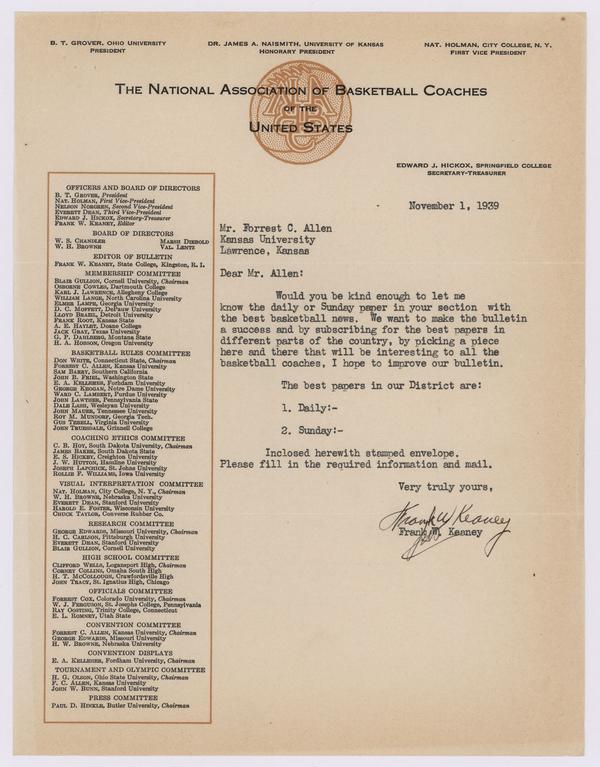 B. T. Grover, Ohio University
President
Dr. James A. Naismith, University of Kansas
Honorary President
Nat. Holman, City College, N. Y.
First Vice President
The National Association of Basketball Coaches
of the
United States
Edward J. Hickox, Springfield College
Secretary-Treasurer
November 1, 1939
Mr. Forrest C. Allen
Kansas University
Lawrence, Kansas
Dear Mr. Allen:
Would you be kind enough to let me
know the daily or Sunday paper in your section with
the best basketball news. We want to make the bulletin
a success and by subscribing for the best papers in
different parts of the country, by picking a piece
here and there that will be interesting to all the
basketball coaches, I hope to improve our bulletin.
The best papers in our District are:
1. Daily:-
2. Sunday:-
Inclosed herewith stamped envelope.
Please fill in the required information and mail.
Very truly yours,
Frank W Keaney
Frank W. Keaney
OFFICERS AND BOARD OF DIRECTORS
B. T. Grover, President
Nat. Holman, First Vice-President
Nelson Norgren, Second Vice-President
Everett Dean, Third Vice-President
Edward J. Hickox, Secretary-Treasurer
Frank W. Keaney, Editor
BOARD OF DIRECTORS
W. S. Chandler Marsh Diebold
W. H. Browne Val. Lentz
EDITOR OF BULLETIN
Frank W. Keaney, State College, Kingston, R. I.
MEMBERSHIP COMMITTEE
Blair Gullion, Cornell University, Chairman
Osborne Cowles, Dartmouth College
Karl J. Lawrence, Allegheny College
William Lange, North Carolina University
Elmer Lampe, Georgia University
D. C. Moffett, DePauw University
Lloyd Brazil, Detroit University
Frank Root, Kansas State
A. E. Haylet, Doane College
Jack Gray, Texas University
G. P. Dahlberg, Montana State
H. A. Hobson, Oregon University
BASKETBALL RULES COMMITTEE
Don White, Connecticut State, Chairman
Forrest C. Allen, Kansas University
Sam Barry, Southern California
John B. Friel, Washington State
E. A. Kelleher, Fordham University
George Keogan, Notre Dame University
Ward C. Lambert, Purdue University
John Lawther, Pennsylvania State
Dale Lash, Wesleyan University
John Mauer, Tennessee University
Roy M. Mundorf, Georgia Tech.
Gus Tebell, Virginia University
John Truesdale, Grinnell College
COACHING ETHICS COMMITTEE
C. B. Hoy, South Dakota University, Chairman
James Baker, South Dakota State
E. S. Hickey, Creighton University
J. W. Hutton, Hamline University
Joseph Lapchick, St. Johns University
Rollie F. Williams, Iowa University
VISUAL INTERPRETATION COMMITTEE
Nat. Holman, City College, N. Y., Chairman
W. H. Browne, Nebraska University
Everett Dean, Stanford University
Harold E. Foster, Wisconsin University
Chuck Taylor, Converse Rubber Co.
RESEARCH COMMITTEE
George Edwards, Missouri University, Chairman
H. C. Carlson, Pittsburgh University
Everett Dean, Stanford University
Blair Gullion, Cornell University
HIGH SCHOOL COMMITTEE
Clifford Wells, Logansport High, Chairman
Corney Collins, Omaha South High
H. T. McCullough, Crawfordsville High
John Tracy, St. Ignatius High, Chicago
OFFICIALS COMMITTEE
Forrest Cox, Colorado University, Chairman
W. J. Ferguson, St. Josephs College, Pennsylvania
Ray Oosting, Trinity College, Connecticut
E. L. Romney, Utah State
CONVENTION COMMITTEE
Forrest C. Allen, Kansas University, Chairman
George Edwards, Missouri University
H. W. Browne, Nebraska University
CONVENTION DISPLAYS
E. A. Kelleher, Fordham University, Chairman
TOURNAMENT AND OLYMPIC COMMITTEE
H. G. Olson, Ohio State University, Chairman
F. C. Allen, Kansas University
John W. Bunn, Stanford University
PRESS COMMITTEE
Paul D. Hinkle, Butler University, Chairman